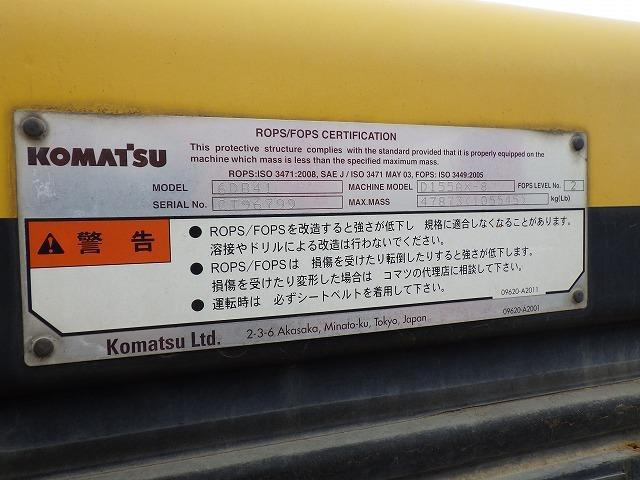 ROPS/FOPS CERTIFICATION
KOMATSU
This protective structure complies with the standard provided that it is properly equipped on the
machine which mass is less than the specified maximum mass.
ROPS:ISO 3471:2008, SAE J / ISO 3471 MAY 03, FOPS: ISO 3449:2005
MODEL 6DB41 MACHINE MODEL D155AX-8 FOPS LEVEL No. 2
SERIAL No. CT96799 MAX.MASS 47873(105545) kg(Lb)
警告
● ROPS/FOPSを改造すると強さが低下し 規格に適合しなくなります。
溶接やドリルによる改造は行わないでください。
● ROPS/FOPSは 損傷を受けたり転倒したりすると強さが低下します。
損傷を受けたり変形した場合は コマツの代理店に相談して下さい。
● 運転時は 必ずシートベルトを着用して下さい。
09620-A2011
09620-A2001
Komatsu Ltd. 2-3-6 Akasaka, Minato-ku, Tokyo, Japan